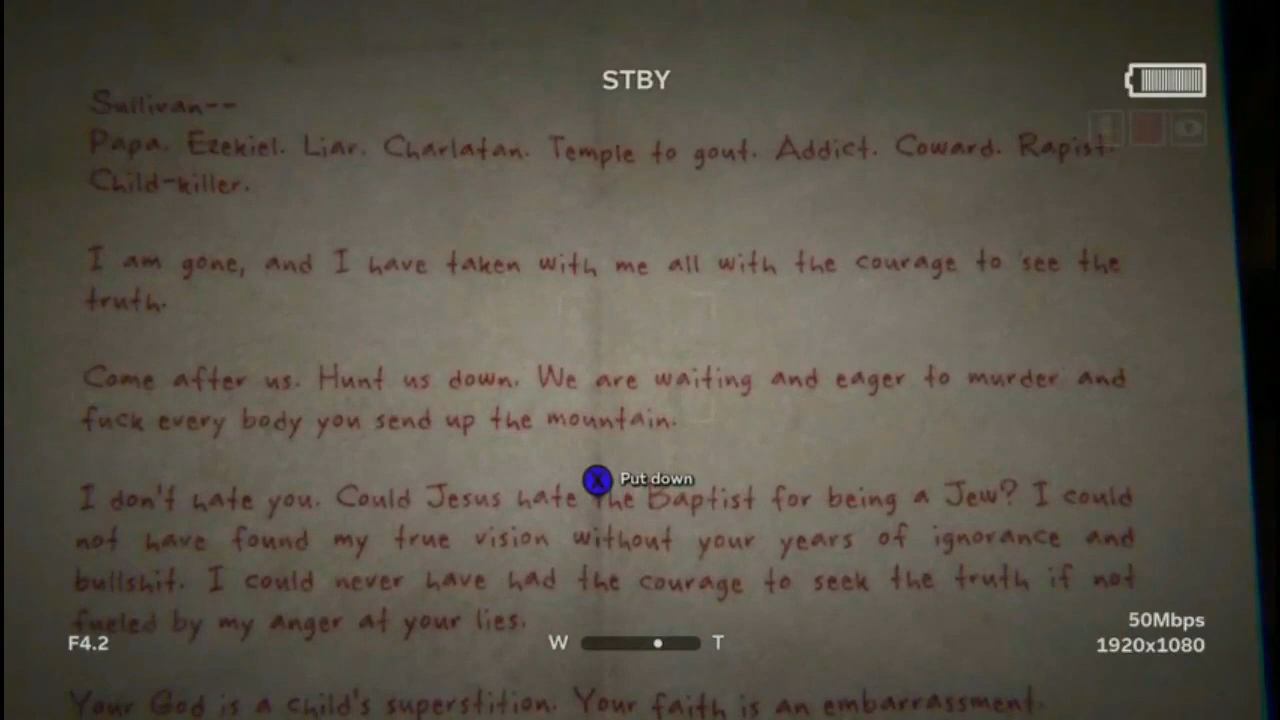 STBY
Sullivan--
Papa. Ezekiel. Liar. Charlatan. Temple to gout. Addict. Coward. Rapist.
Child-killer.
I am gone, and I have taken with me all with the courage to see the
truth.
Come after us. Hunt us down. We are waiting and eager to murder and
fuck every body you send up the mountain.
X Put down
I don't hate you. Could Jesus hate the Baptist for being a Jew? I could
not have found my true vision without your years of ignorance and
bullshit. I could never have had the courage to seek the truth if not
fueled by my anger at your lies.
50Mbps
F4.2
W T
1920x1080
Your God is a child's superstition. Your faith is an embarrassment.